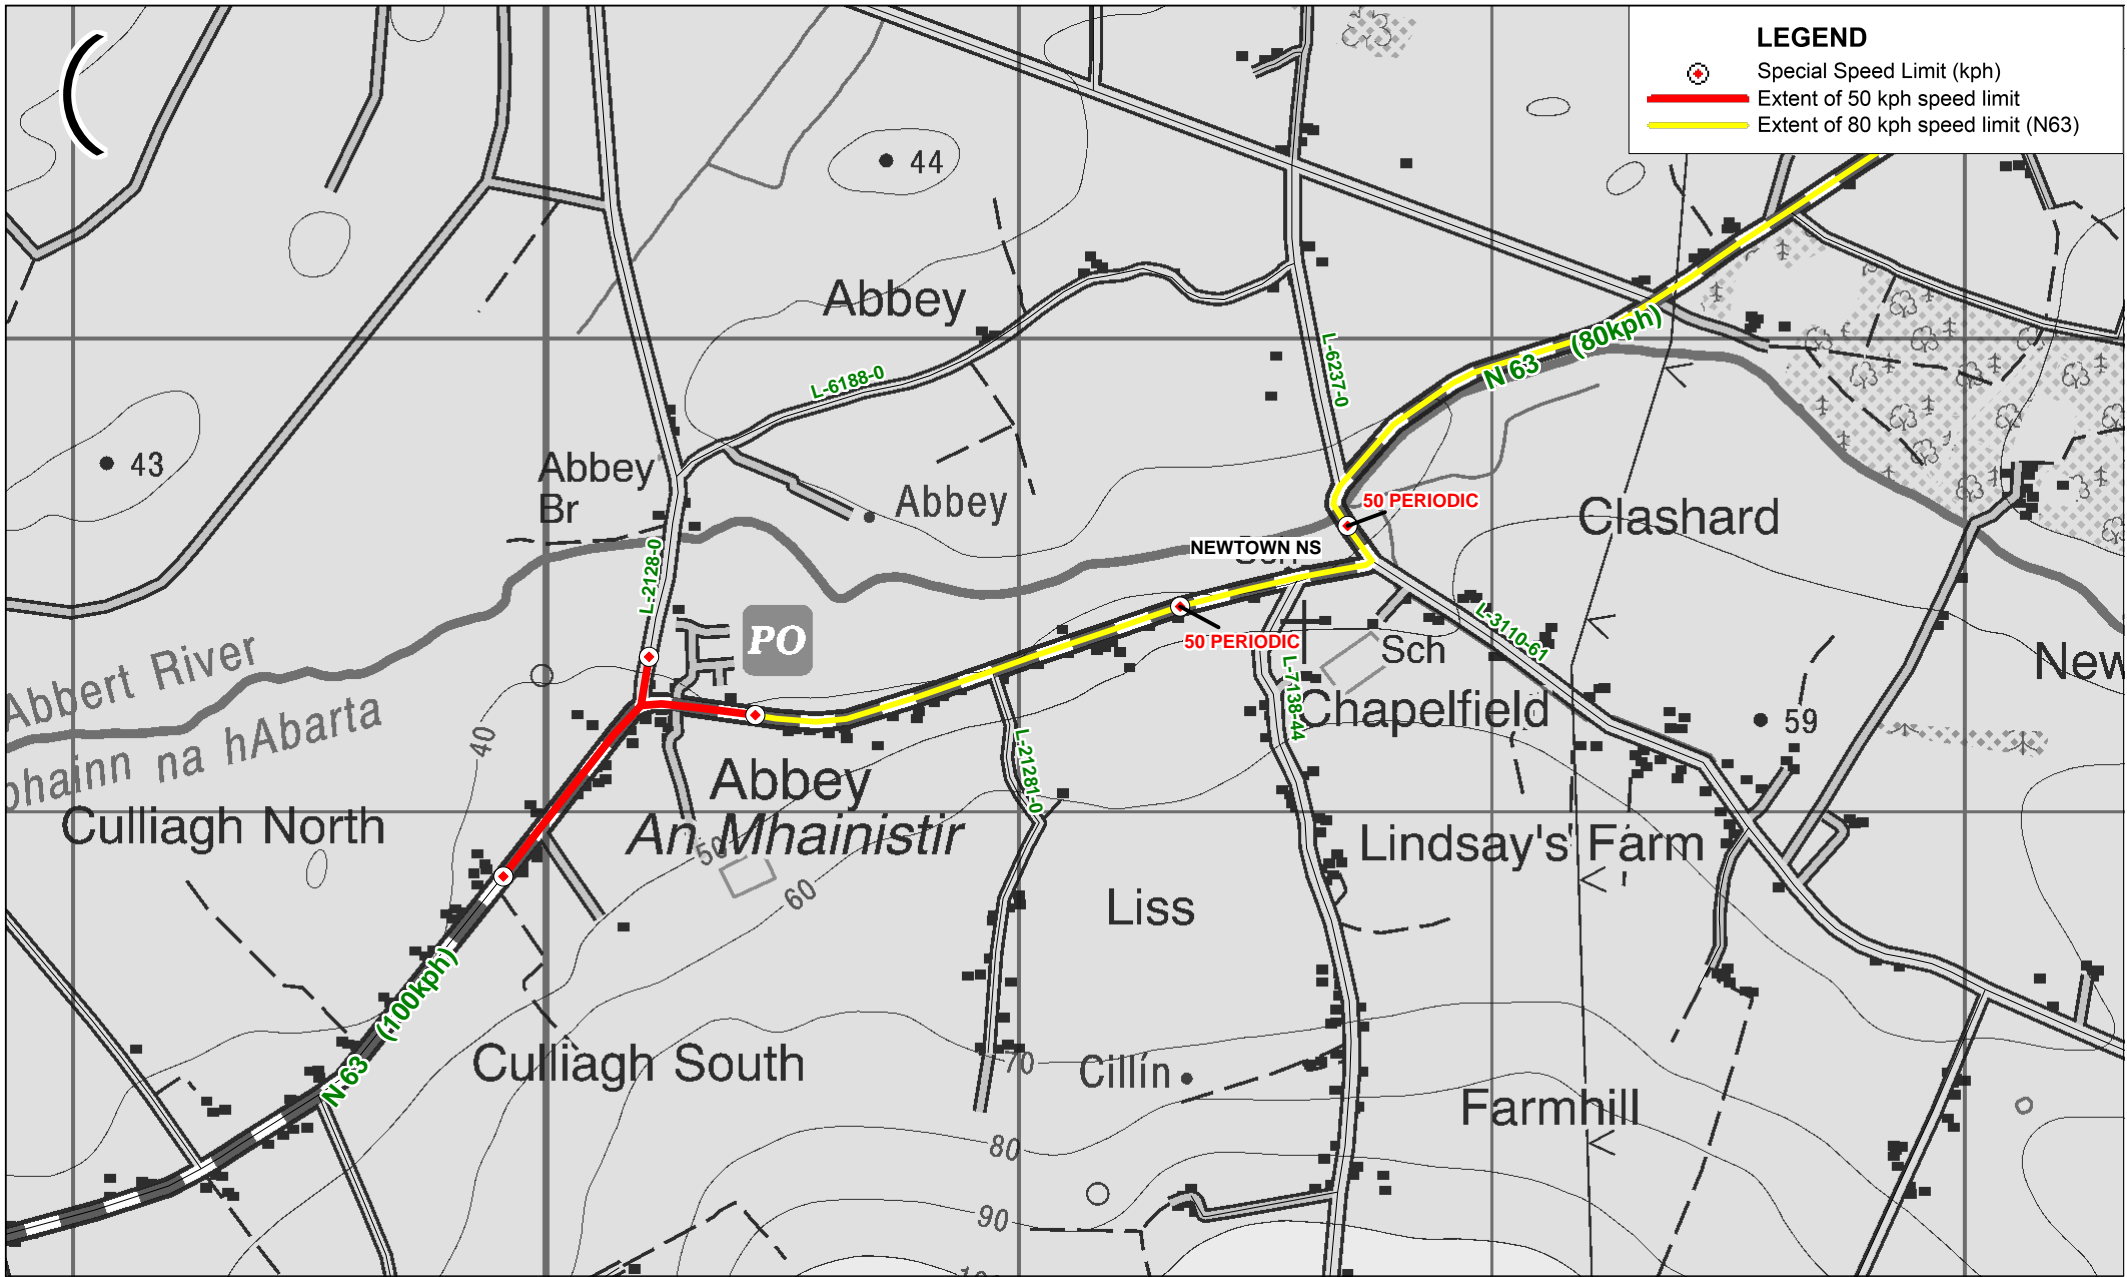 LEGEND
Special Speed Limit (kph)
Extent of 50 kph speed limit
Extent of 80 kph speed limit (N63)
44
Abbey
N 63 (80kph)
L-6237-0
L-6188-0
43
Abbey
Br
Abbey
50 PERIODIC
Clashard
NEWTOWN NS
L-2128-0
PO
50 PERIODIC
L-3110-61
Sch
Abbert River
New
L-7138-44
Chapelfield
59
na hAbarta
40
L-21281-0
Abbey
An Mhainistir
Culliagh North
50
Lindsay's Farm
60
Liss
N 63 (100kph)
Culliagh South
70
Cillín
Farmhill
80
90